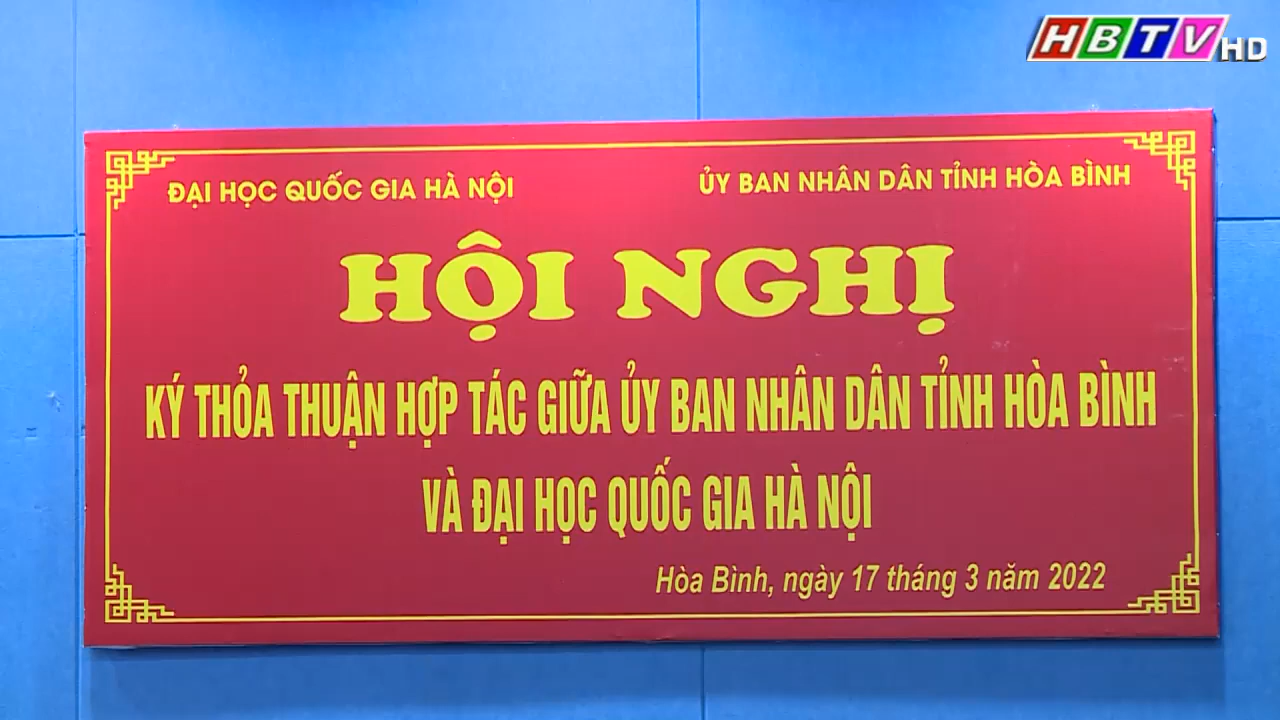 HBTV HD
ĐẠI HỌC QUỐC GIA HÀ NỘI
ỦY BAN NHÂN DÂN TỈNH HÒA BÌNH
HỘI NGHỊ
KÝ THỎA THUẬN HỢP TÁC GIỮA ỦY BAN NHÂN DÂN TỈNH HÒA BÌNH
VÀ ĐẠI HỌC QUỐC GIA HÀ NỘI
Hòa Bình, ngày 17 tháng 3 năm 2022